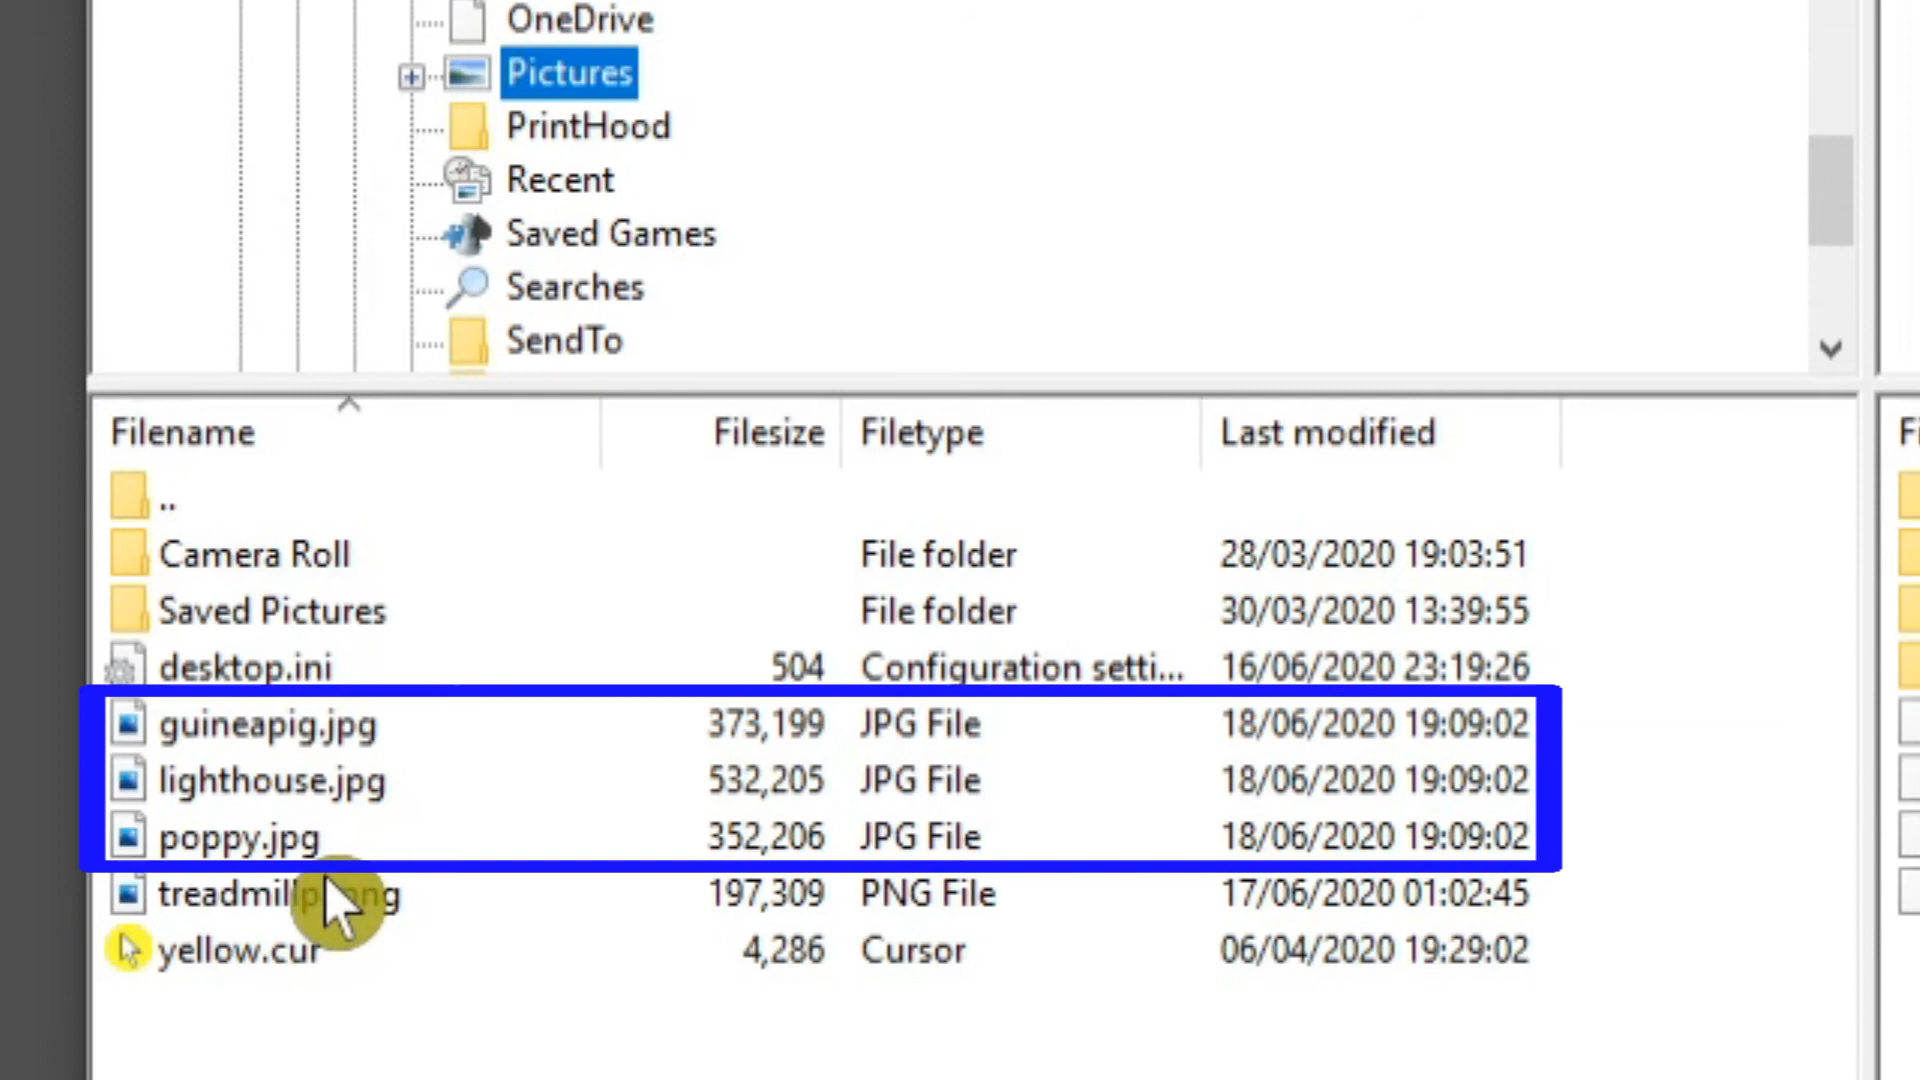 OneDrive
Pictures
PrintHood
Recent
Saved Games
Searches
SendTo
Filename Filesize Filetype Last modified
..
Camera Roll File folder 28/03/2020 19:03:51
Saved Pictures File folder 30/03/2020 13:39:55
desktop.ini 504 Configuration setti... 16/06/2020 23:19:26
guineapig.jpg 373,199 JPG File 18/06/2020 19:09:02
lighthouse.jpg 532,205 JPG File 18/06/2020 19:09:02
poppy.jpg 352,206 JPG File 18/06/2020 19:09:02
197,309 PNG File 17/06/2020 01:02:45
yellow.cur 4,286 Cursor 06/04/2020 19:29:02